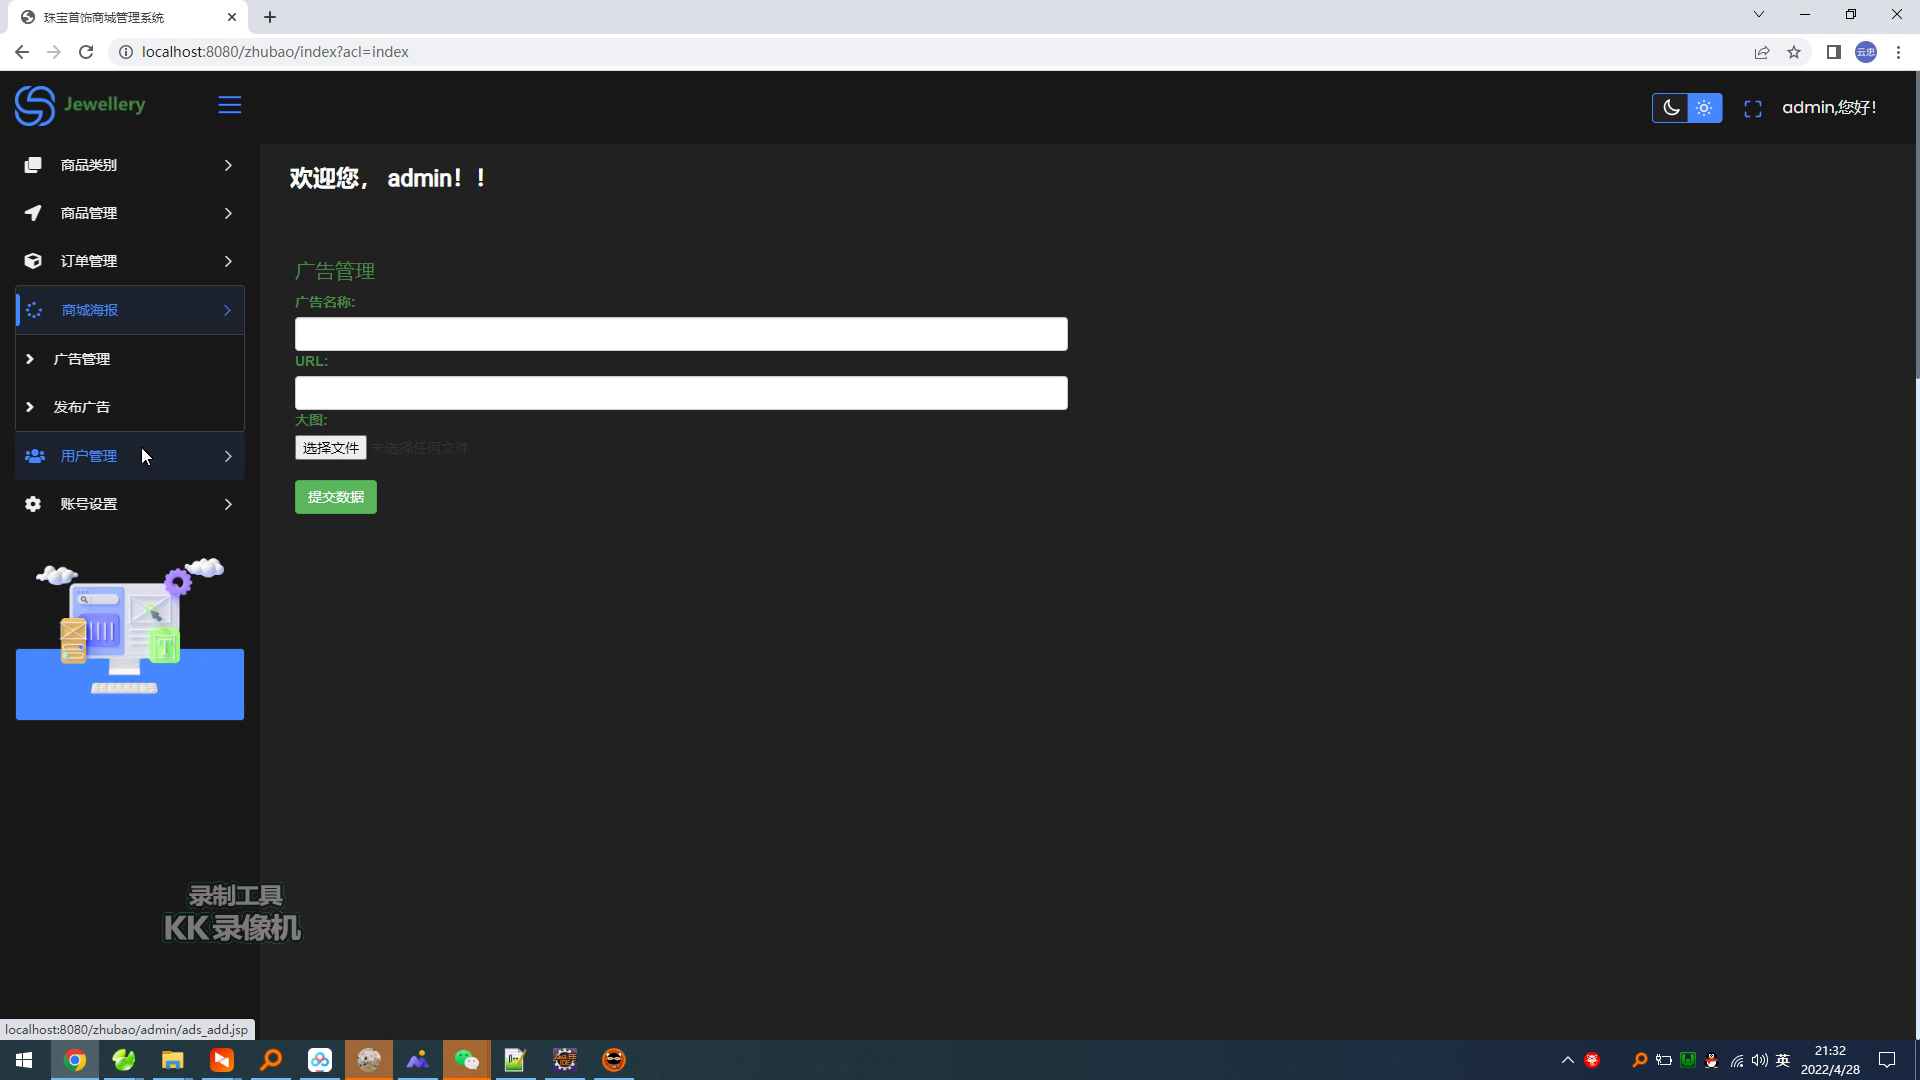 珠宝首饰商城管理系统
localhost:8080/zhubao/index?acl=index
云忠
Jewellery
admin,您好!
商品类别
商品管理
订单管理
商城海报
广告管理
发布广告
用户管理
账号设置
欢迎您， admin！！
广告管理
广告名称:
URL:
大图:
选择文件 未选择任何文件
提交数据
录制工具
KK录像机
localhost:8080/zhubao/admin/ads_add.jsp
英
21:32
2022/4/28